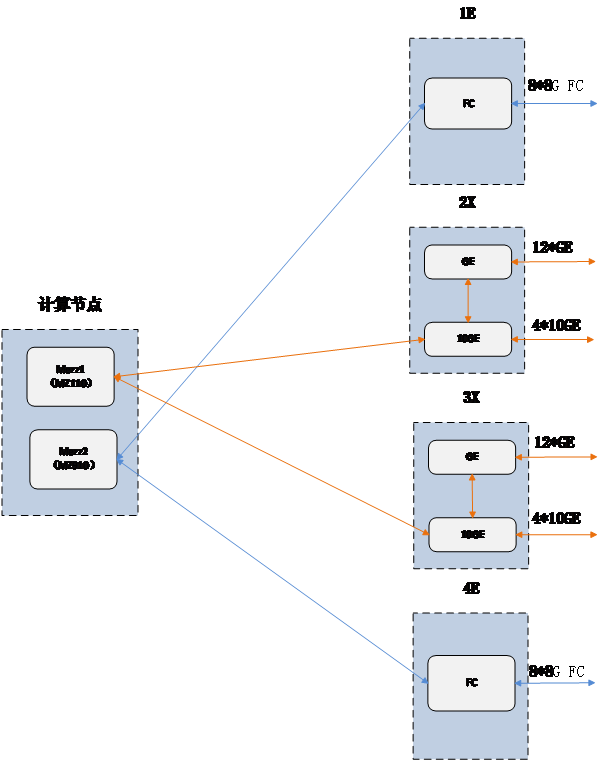 1E
FC
8*8G FC
2X
GE
12*GE
10GE
4*10GE
计算节点
Mezz1
(MZ110)
Mezz2
3X
GE
12*GE
10GE
4*10GE
4E
FC
8*8G FC